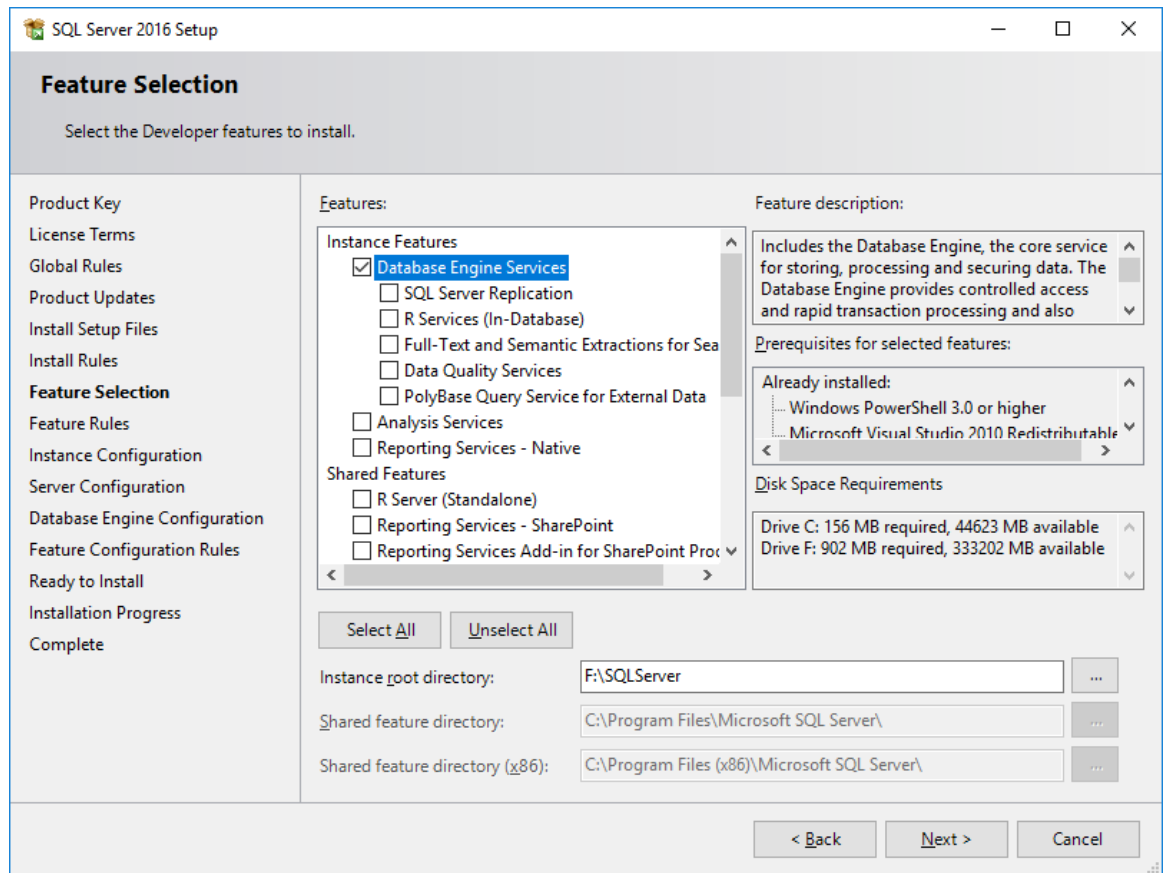 SQL Server 2016 Setup
Feature Selection
Select the Developer features to install.
Product Key
License Terms
Global Rules
Product Updates
Install Setup Files
Install Rules
Feature Selection
Feature Rules
Instance Configuration
Server Configuration
Database Engine Configuration
Feature Configuration Rules
Ready to Install
Installation Progress
Complete
Features:
Instance Features
Database Engine Services
SQL Server Replication
R Services (In-Database)
Full-Text and Semantic Extractions for Sea
Data Quality Services
PolyBase Query Service for External Data
Analysis Services
Reporting Services - Native
Shared Features
R Server (Standalone)
Reporting Services - SharePoint
Reporting Services Add-in for SharePoint Proc
Feature description:
Includes the Database Engine, the core service
for storing, processing and securing data. The
Database Engine provides controlled access
and rapid transaction processing and also
Prerequisites for selected features:
Already installed:
Windows PowerShell 3.0 or higher
Microsoft Visual Studio 2010 Redistributable
Disk Space Requirements
Drive C: 156 MB required, 44623 MB available
Drive F: 902 MB required, 333202 MB available
Select All
Unselect All
Instance root directory:
F:\SQLServer
...
Shared feature directory:
C:\Program Files\Microsoft SQL Server\
...
Shared feature directory (x86):
C:\Program Files (x86)\Microsoft SQL Server\
...
< Back
Next >
Cancel